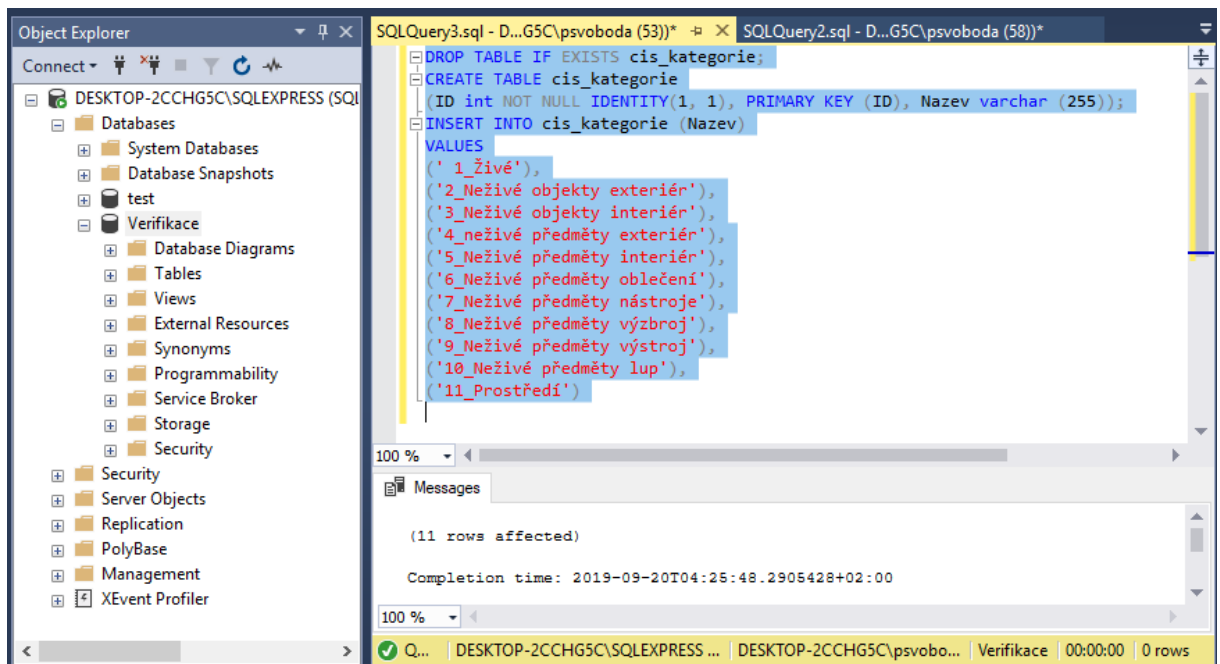 Object Explorer
Connect
DESKTOP-2CCHG5C\SQLEXPRESS (SQL
Databases
System Databases
Database Snapshots
test
Verifikace
Database Diagrams
Tables
Views
External Resources
Synonyms
Programmability
Service Broker
Storage
Security
Security
Server Objects
Replication
PolyBase
Management
XEvent Profiler
SQLQuery3.sql - D...G5C\psvoboda (53))* SQLQuery2.sql - D...G5C\psvoboda (58))*
DROP TABLE IF EXISTS cis_kategorie;
CREATE TABLE cis_kategorie
(ID int NOT NULL IDENTITY(1, 1), PRIMARY KEY (ID), Nazev varchar (255));
INSERT INTO cis_kategorie (Nazev)
VALUES
(' 1_Živé'),
('2_Neživé objekty exteriér'),
('3_Neživé objekty interiér'),
('4_neživé předměty exteriér'),
('5_Neživé předměty interiér'),
('6_Neživé předměty oblečení'),
('7_Neživé předměty nástroje'),
('8_Neživé předměty výzbroj'),
('9_Neživé předměty výstroj'),
('10_Neživé předměty lup'),
('11_Prostředí')
100 %
Messages
(11 rows affected)
Completion time: 2019-09-20T04:25:48.2905428+02:00
100 %
Q... DESKTOP-2CCHG5C\SQLEXPRESS ... DESKTOP-2CCHG5C\psvobo... Verifikace 00:00:00 0 rows